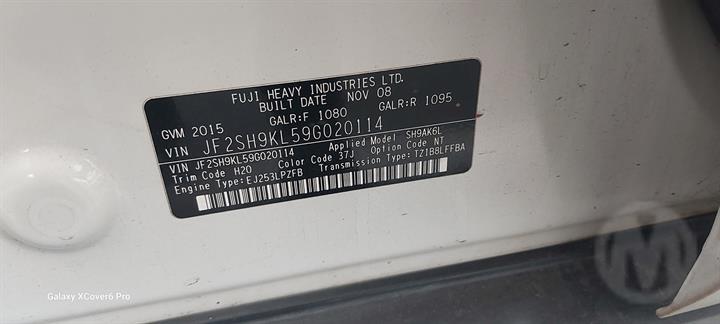 FUJI HEAVY INDUSTRIES LTD.
BUILT DATE NOV 08
GVM 2015 GALR:F 1080 GALR:R 1095
VIN JF2SH9KL59G020114
VIN JF2SH9KL59G020114 Applied Model SH9AK6L
Trim Code H20 Color Code 37J Option Code NT
Engine Type:EJ253LPZFB Transmission Type: TZ1B8LFFBA
Galaxy XCover6 Pro
M